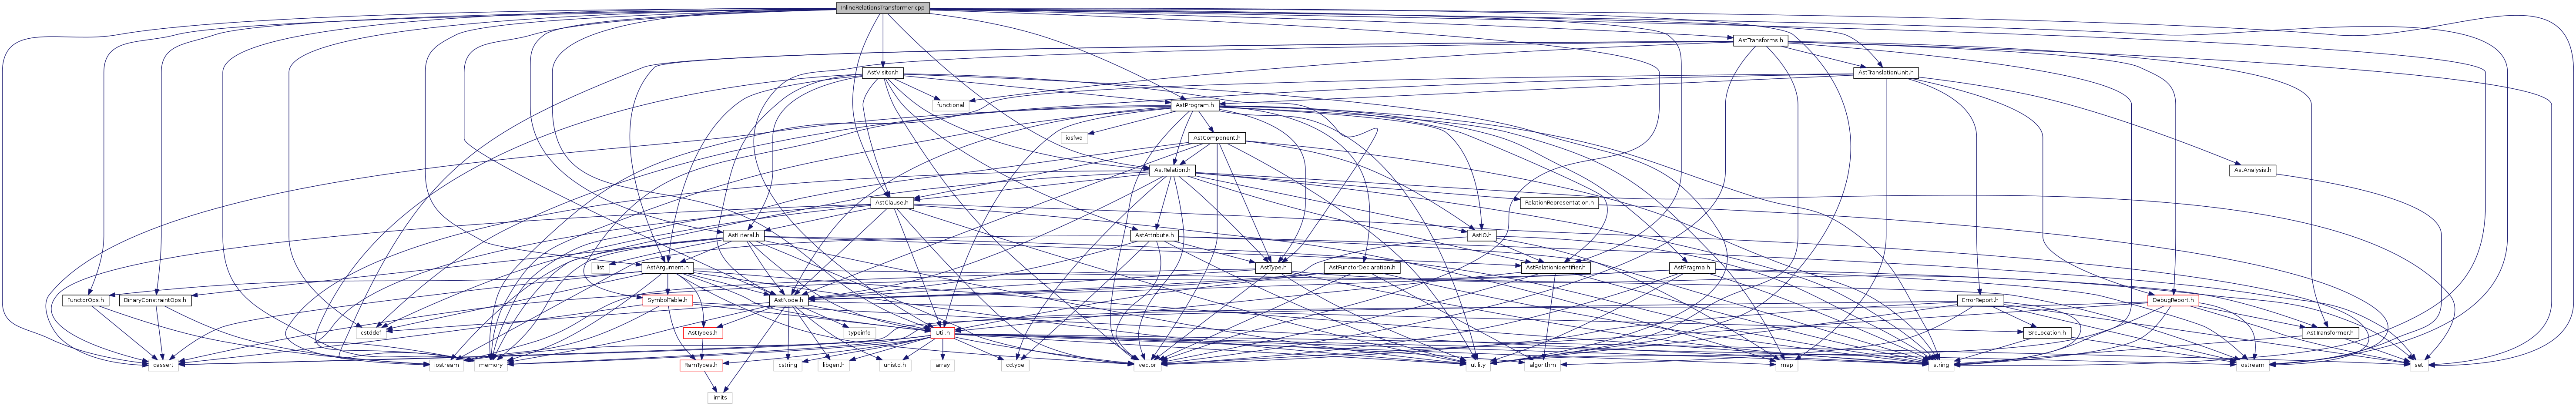 InlineRelationsTransformer.cpp
AstTransforms.h
AstVisitor.h
AstTranslationUnit.h
functional
AstProgram.h
iosfwd
AstComponent.h
AstRelation.h
AstAnalysis.h
AstClause.h
RelationRepresentation.h
AstLiteral.h
AstAttribute.h
AstIO.h
list
AstArgument.h
AstType.h
AstFunctorDeclaration.h
AstRelationIdentifier.h
AstPragma.h
FunctorOps.h
BinaryConstraintOps.h
SymbolTable.h
AstNode.h
ErrorReport.h
DebugReport.h
cstddef
AstTypes.h
typeinfo
Util.h
SrcLocation.h
AstTransformer.h
cassert
iostream
memory
RamTypes.h
cstring
libgen.h
unistd.h
array
cctype
vector
utility
algorithm
map
string
ostream
set
limits